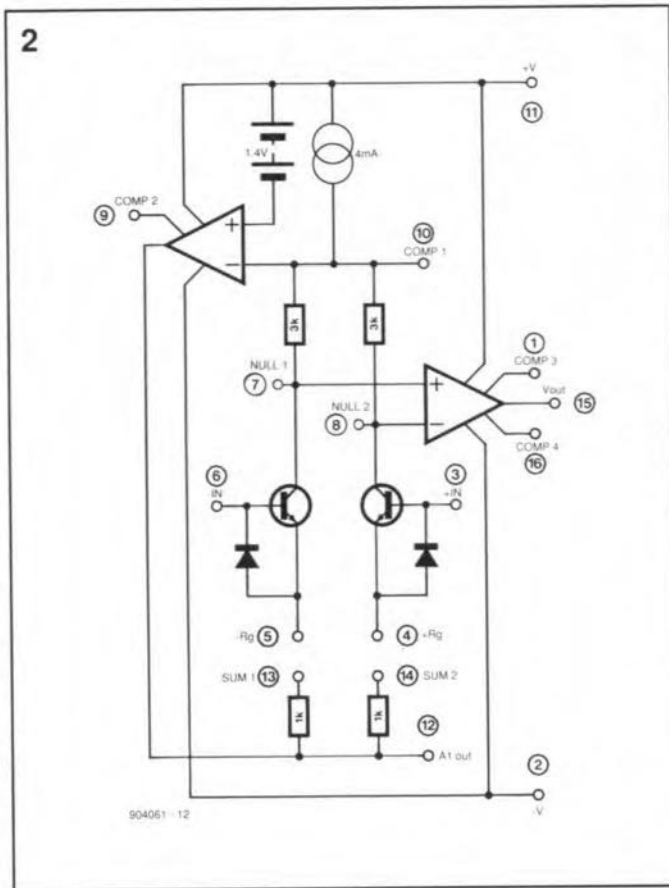 2
+V
11
1.4V
4mA
COMP 2
9
+
−
10
COMP 1
3k
3k
1
COMP 3
NULL 1
7
+
Vout
15
NULL 2
8
−
COMP 4
16
6
-IN
3
+IN
-Rg 5
4 +Rg
SUM 1 13
14 SUM 2
1k
1k
12
A1 out
2
-V
904061 - 12